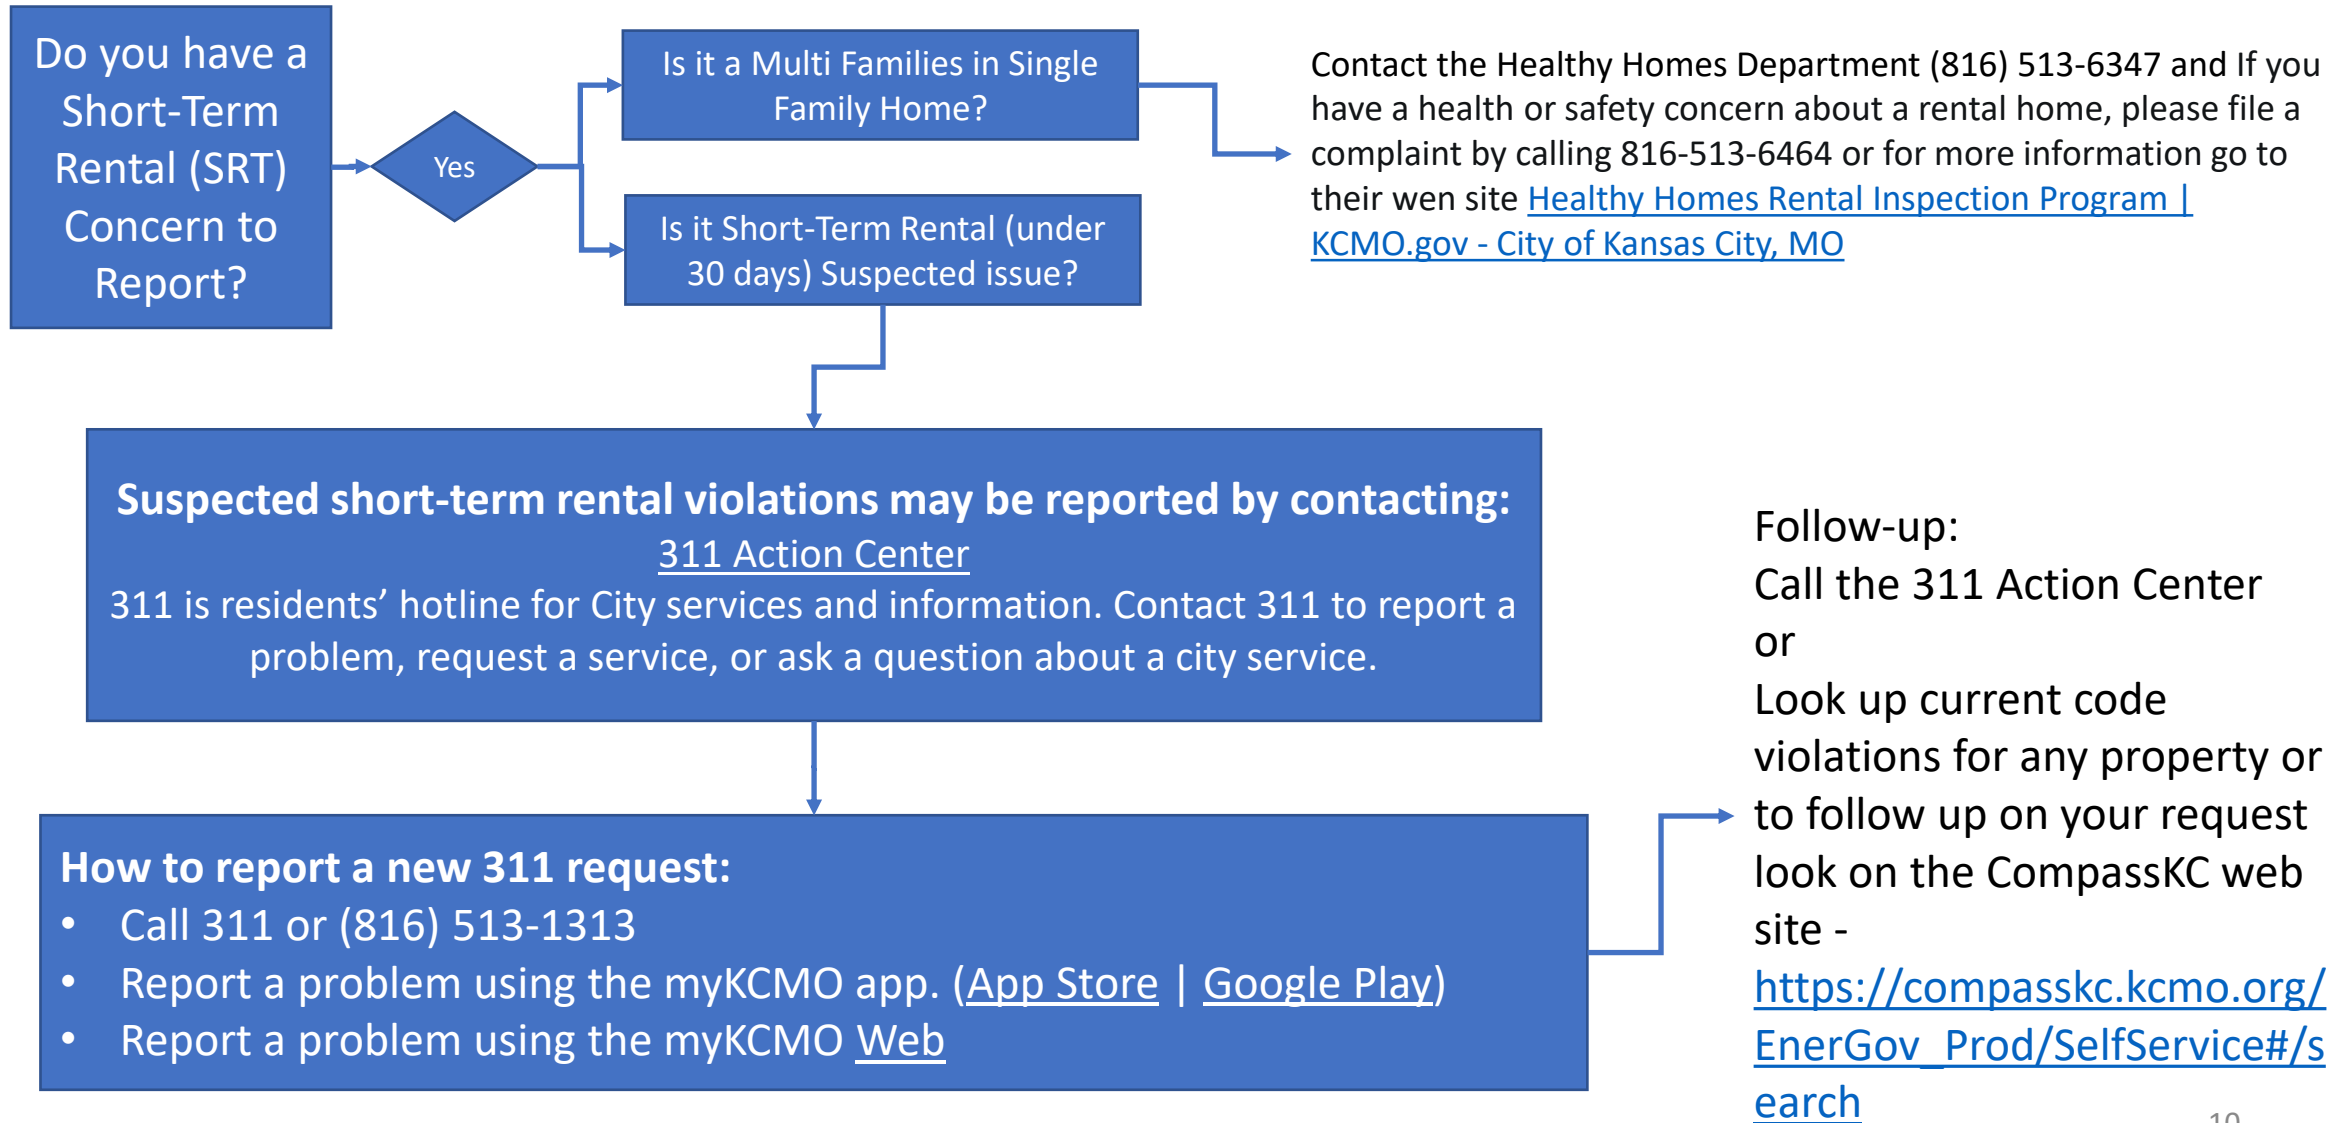 Do you have a
Short-Term
Rental (SRT)
Concern to
Report?
Yes
Is it a Multi Families in Single
Family Home?
Is it Short-Term Rental (under
30 days) Suspected issue?
Contact the Healthy Homes Department (816) 513-6347 and If you
have a health or safety concern about a rental home, please file a
complaint by calling 816-513-6464 or for more information go to
their wen site Healthy Homes Rental Inspection Program |
KCMO.gov - City of Kansas City, MO
Suspected short-term rental violations may be reported by contacting:
311 Action Center
311 is residents’ hotline for City services and information. Contact 311 to report a
problem, request a service, or ask a question about a city service.
How to report a new 311 request:
• Call 311 or (816) 513-1313
• Report a problem using the myKCMO app. (App Store | Google Play)
• Report a problem using the myKCMO Web
Follow-up:
Call the 311 Action Center
or
Look up current code
violations for any property or
to follow up on your request
look on the CompassKC web
site -
https://compasskc.kcmo.org/
EnerGov_Prod/SelfService#/s
earch
10